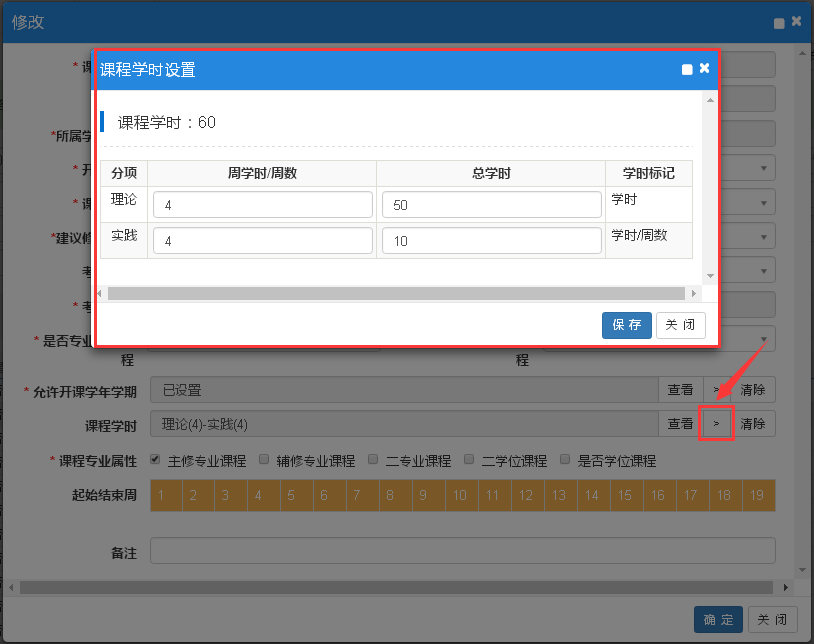 修改
课程学时设置
课程学时：60
分项 周学时/周数 总学时 学时标记
理论 4 50 学时
实践 4 10 学时/周数
保 存 关 闭
* 课
*所属学
* 开
* 课
*建议修
考
* 考
* 是否专业
程 程
* 允许开课学年学期 已设置 查看 > 清除
课程学时 理论(4)-实践(4) 查看 > 清除
* 课程专业属性 主修专业课程 辅修专业课程 二专业课程 二学位课程 是否学位课程
起始结束周 1 2 3 4 5 6 7 8 9 10 11 12 13 14 15 16 17 18 19
备注
确 定 关 闭